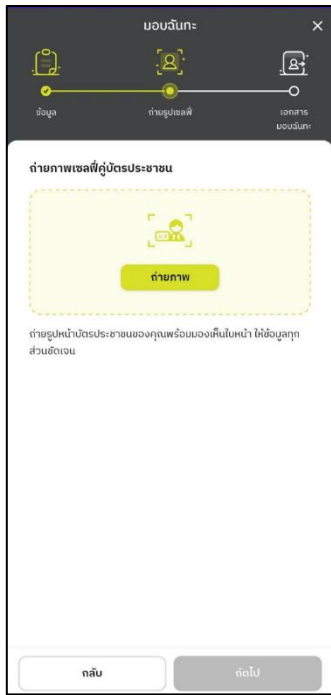 มอบฉันทะ
ข้อมูล
ถ่ายรูปเซลฟี่
เอกสาร
มอบฉันทะ
ถ่ายภาพเซลฟี่คู่บัตรประชาชน
ถ่ายภาพ
ถ่ายรูปหน้าบัตรประชาชนของคุณพร้อมมองเห็นใบหน้า ให้ข้อมูลทุก
ส่วนชัดเจน
กลับ
ถัดไป